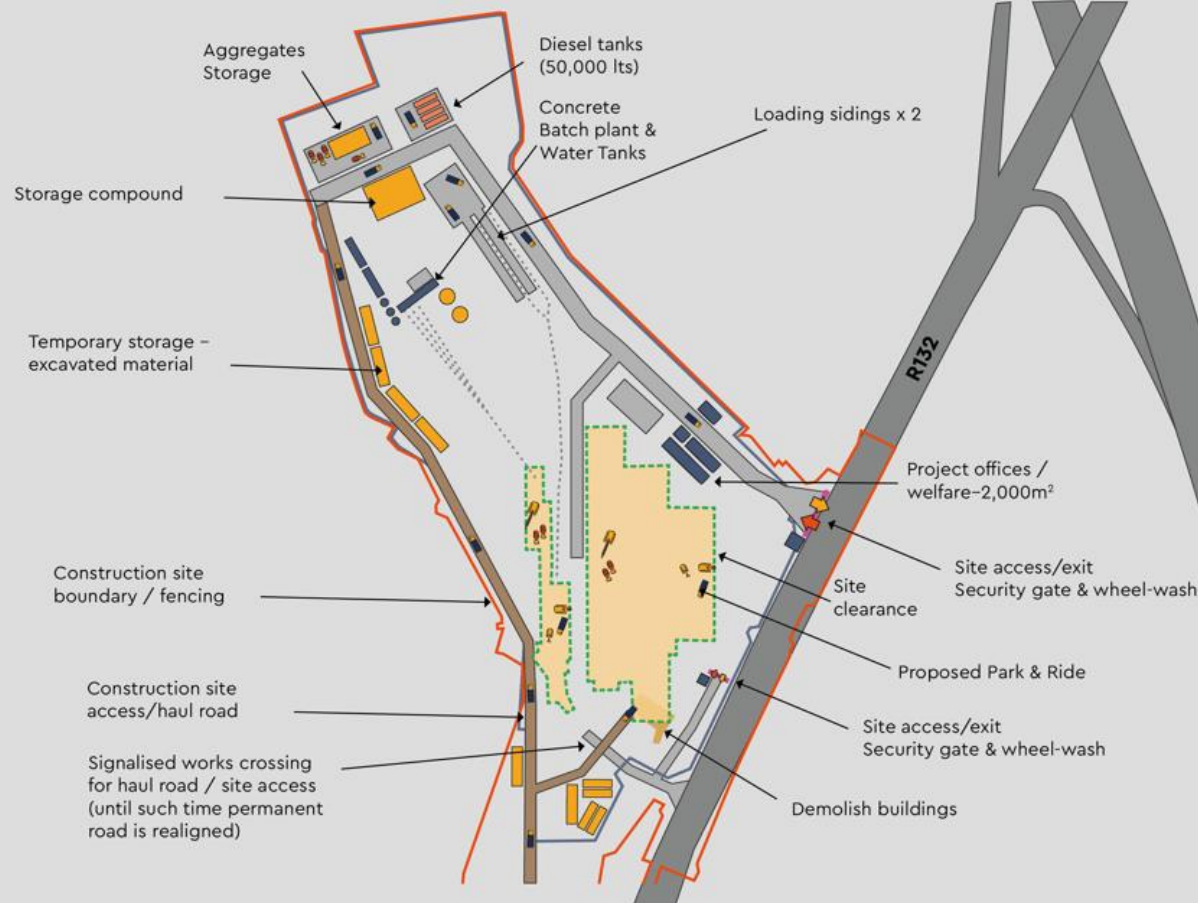 Aggregates
Storage
Diesel tanks
(50,000 lts)
Concrete
Batch plant &
Water Tanks
Loading sidings x 2
Storage compound
Temporary storage –
excavated material
R132
Project offices /
welfare–2,000m²
Site access/exit
Security gate & wheel-wash
Construction site
boundary / fencing
Site
clearance
Proposed Park & Ride
Construction site
access/haul road
Site access/exit
Security gate & wheel-wash
Signalised works crossing
for haul road / site access
(until such time permanent
road is realigned)
Demolish buildings